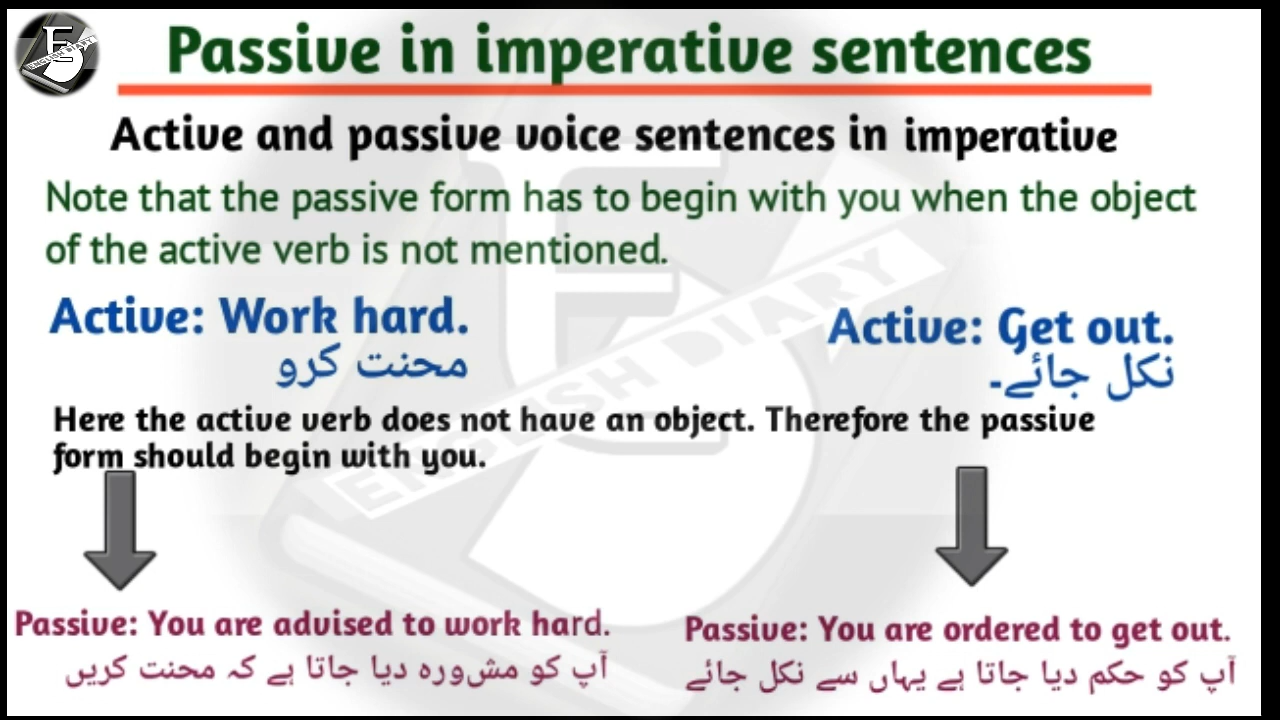 Passive in imperative sentences
Active and passive voice sentences in imperative
Note that the passive form has to begin with you when the object
of the active verb is not mentioned.
Active: Work hard.
محنت کرو
Active: Get out.
نکل جائے۔
Here the active verb does not have an object. Therefore the passive
form should begin with you.
Passive: You are advised to work hard.
آپ کو مشورہ دیا جاتا ہے کہ محنت کریں
Passive: You are ordered to get out.
آپ کو حکم دیا جاتا ہے یہاں سے نکل جائے
E
ENGLISH DIARY
E
ENGLISH DIARY